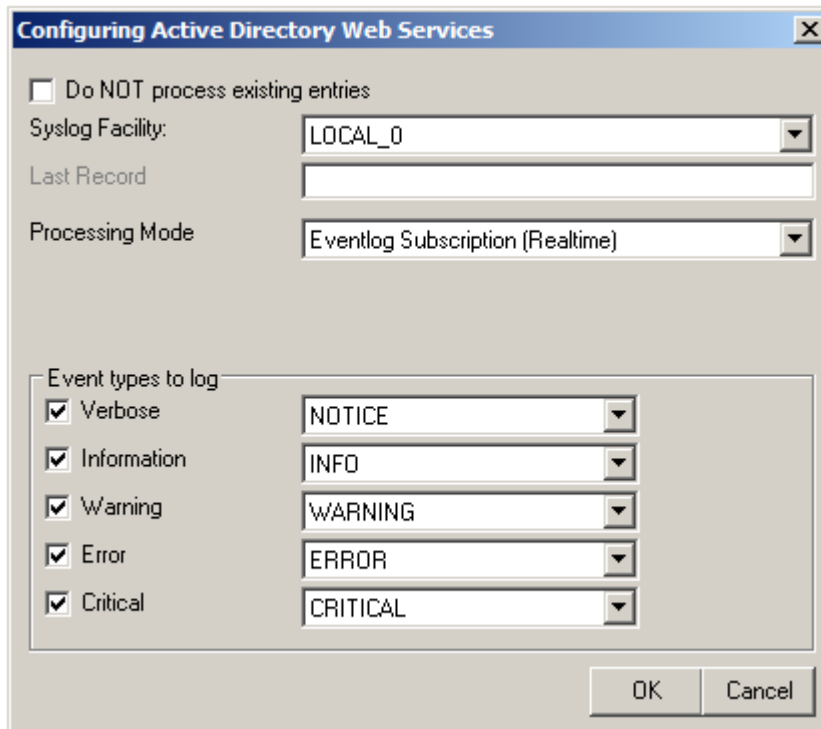 Configuring Active Directory Web Services
Do NOT process existing entries
Syslog Facility: LOCAL_0
Last Record
Processing Mode Eventlog Subscription (Realtime)
Event types to log
Verbose NOTICE
Information INFO
Warning WARNING
Error ERROR
Critical CRITICAL
OK Cancel